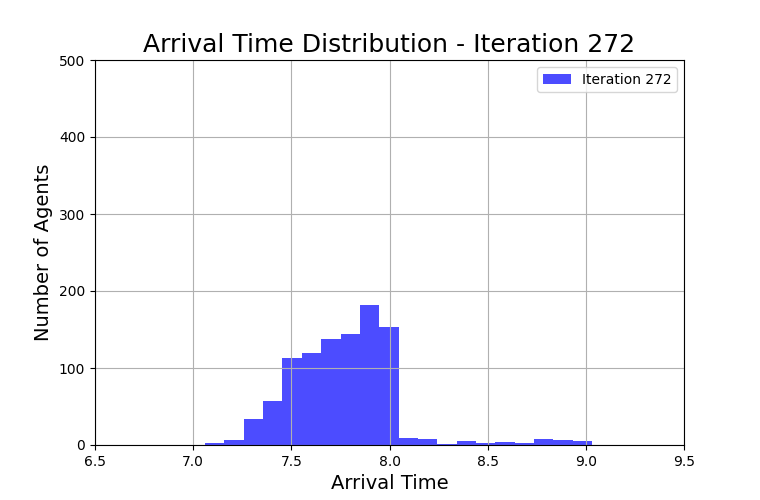 Arrival Time Distribution - Iteration 272
Iteration 272
500
400
300
200
100
0
Number of Agents
6.5 7.0 7.5 8.0 8.5 9.0 9.5
Arrival Time